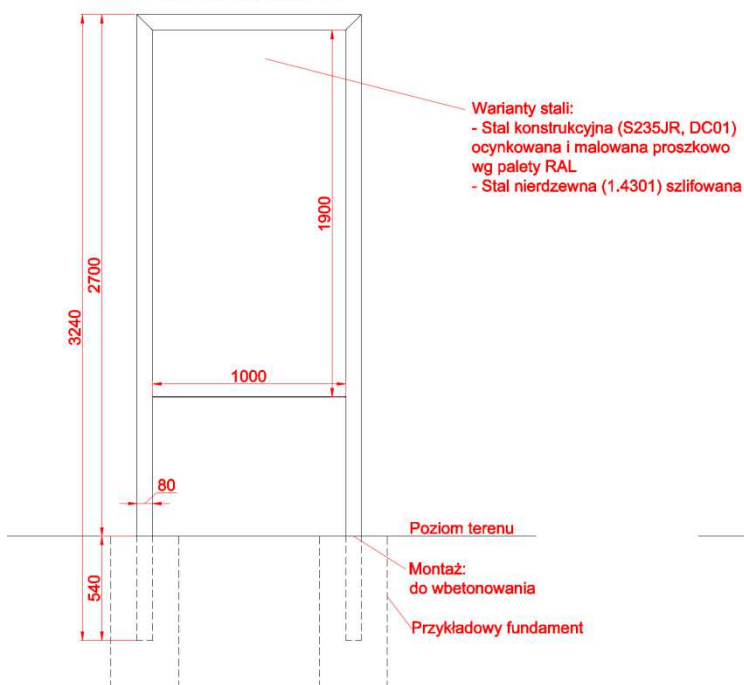 Warianty stali:
- Stal konstrukcyjna (S235JR, DC01)
ocynkowana i malowana proszkowo
wg palety RAL
- Stal nierdzewna (1.4301) szlifowana
1900
2700
3240
1000
80
Poziom terenu
540
Montaż:
do wbetonowania
Przykładowy fundament